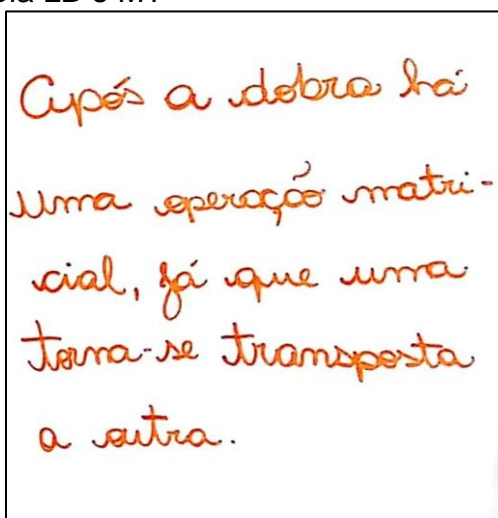 Após a dobra há
uma operação matri-
cial, já que uma
torna-se transposta
a outra.